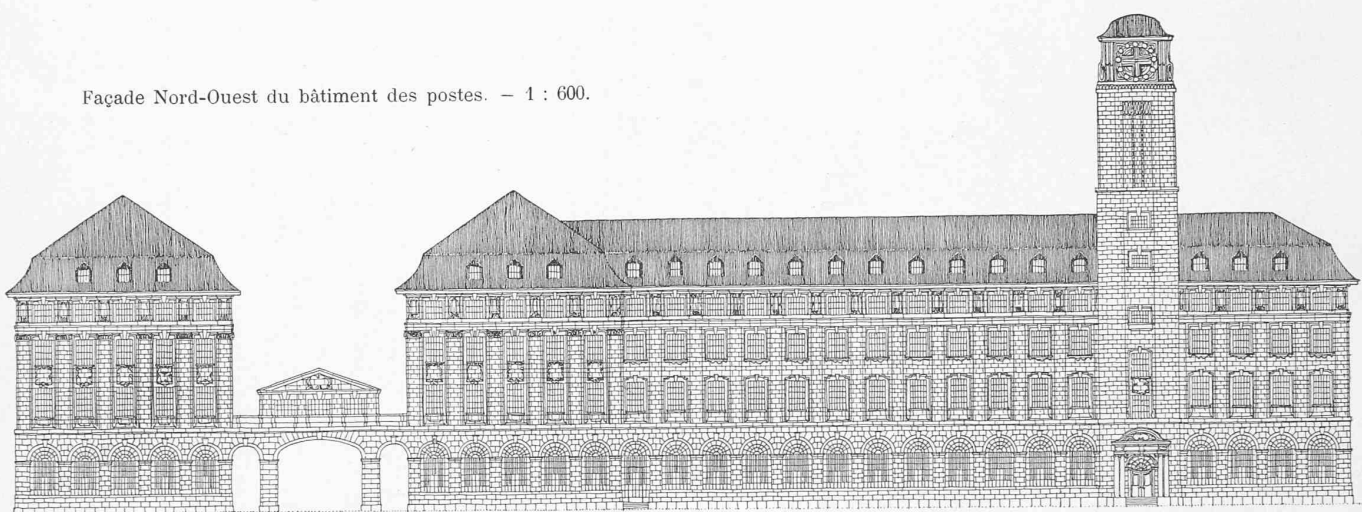 Façade Nord-Ouest du bâtiment des postes. — 1 : 600.